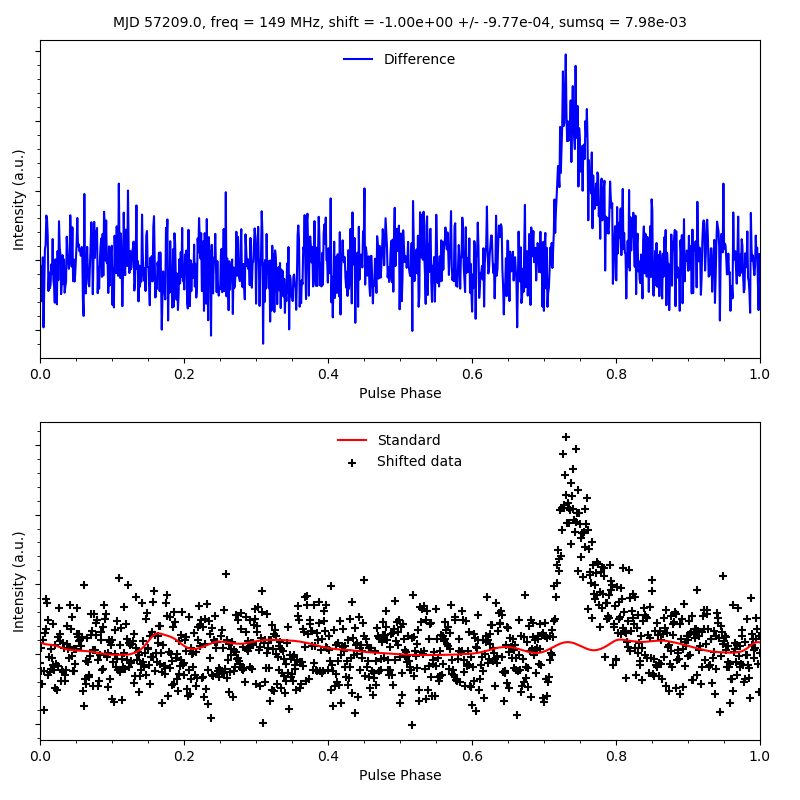 MJD 57209.0, freq = 149 MHz, shift = -1.00e+00 +/- -9.77e-04, sumsq = 7.98e-03
Difference
Intensity (a.u.)
0.0 0.2 0.4 0.6 0.8 1.0
Pulse Phase
Standard
Shifted data
Intensity (a.u.)
0.0 0.2 0.4 0.6 0.8 1.0
Pulse Phase